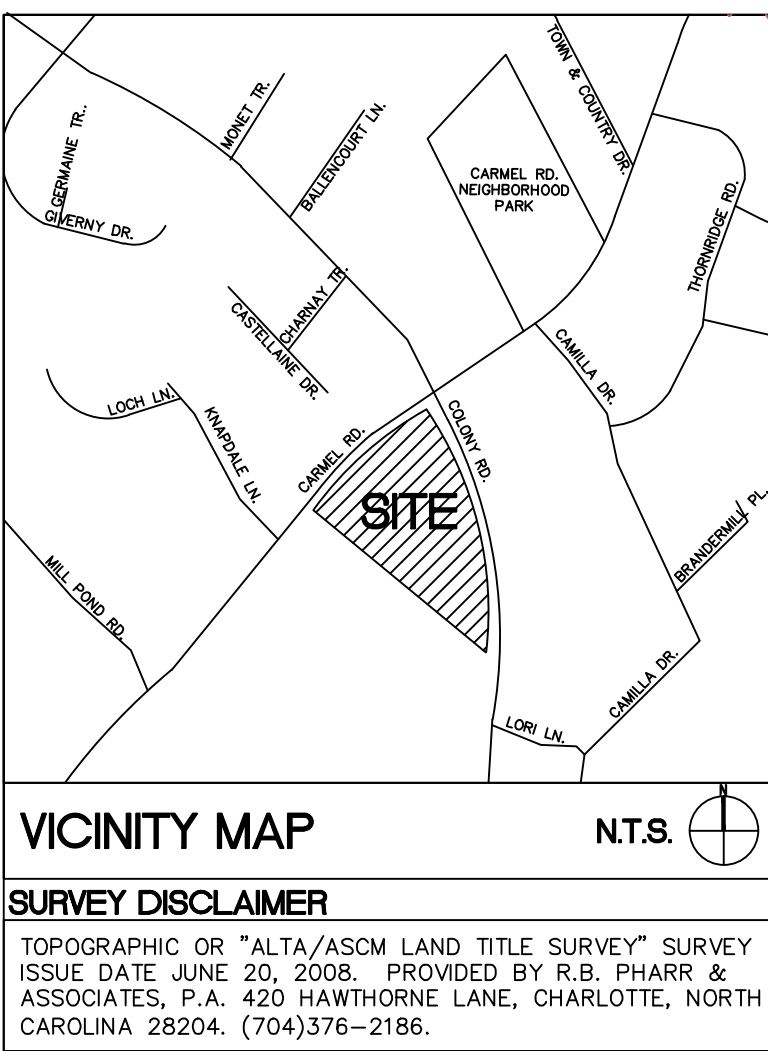 TOWN & COUNTRY DR.
MONET TR.
BALLENCOURT LN.
GERMAINE TR.
GIVERNY DR.
CARMEL RD.
NEIGHBORHOOD
PARK
THORNRIDGE RD.
CHARNAY TR.
CASTELLAINE DR.
CAMILLA DR.
LOCH LN.
KNAPDALE LN.
CARMEL RD.
COLONY RD.
SITE
BRANDERMILL PL.
MILL POND RD.
CAMILLA DR.
LORI LN.
VICINITY MAP
N.T.S.
N
SURVEY DISCLAIMER
TOPOGRAPHIC OR "ALTA/ASCM LAND TITLE SURVEY" SURVEY
ISSUE DATE JUNE 20, 2008. PROVIDED BY R.B. PHARR &
ASSOCIATES, P.A. 420 HAWTHORNE LANE, CHARLOTTE, NORTH
CAROLINA 28204. (704)376-2186.